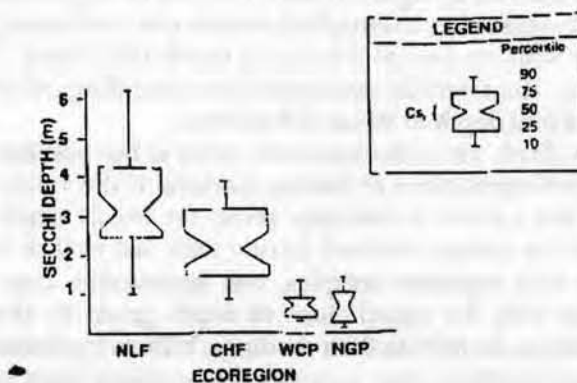 LEGEND
Percentile
90
75
50
25
10
SECCHI DEPTH (m)
6
5
4
3
2
1
NLF CHF WCP NGP
ECOREGION